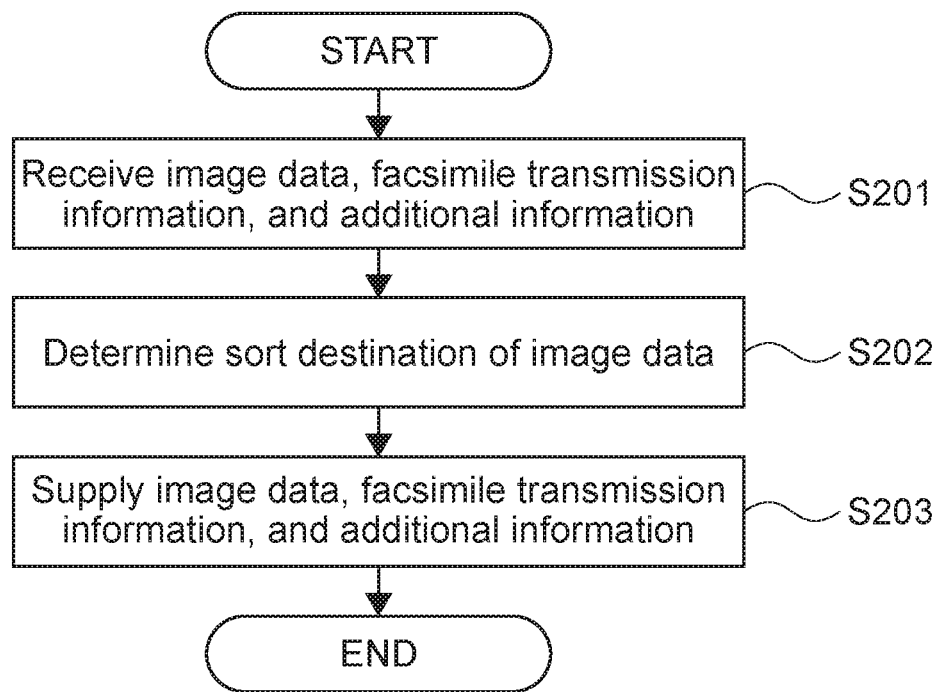 START
Receive image data, facsimile transmission
information, and additional information
S201
Determine sort destination of image data
S202
Supply image data, facsimile transmission
information, and additional information
S203
END